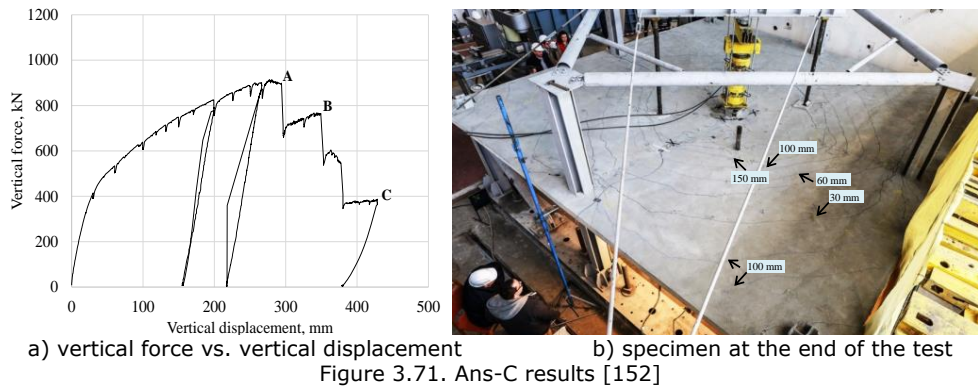 1200
1000
800
600
400
200
0
Vertical force, kN
A
B
C
0 100 200 300 400 500
Vertical displacement, mm
100 mm
150 mm
60 mm
30 mm
100 mm
a) vertical force vs. vertical displacement b) specimen at the end of the test
Figure 3.71. Ans-C results [152]